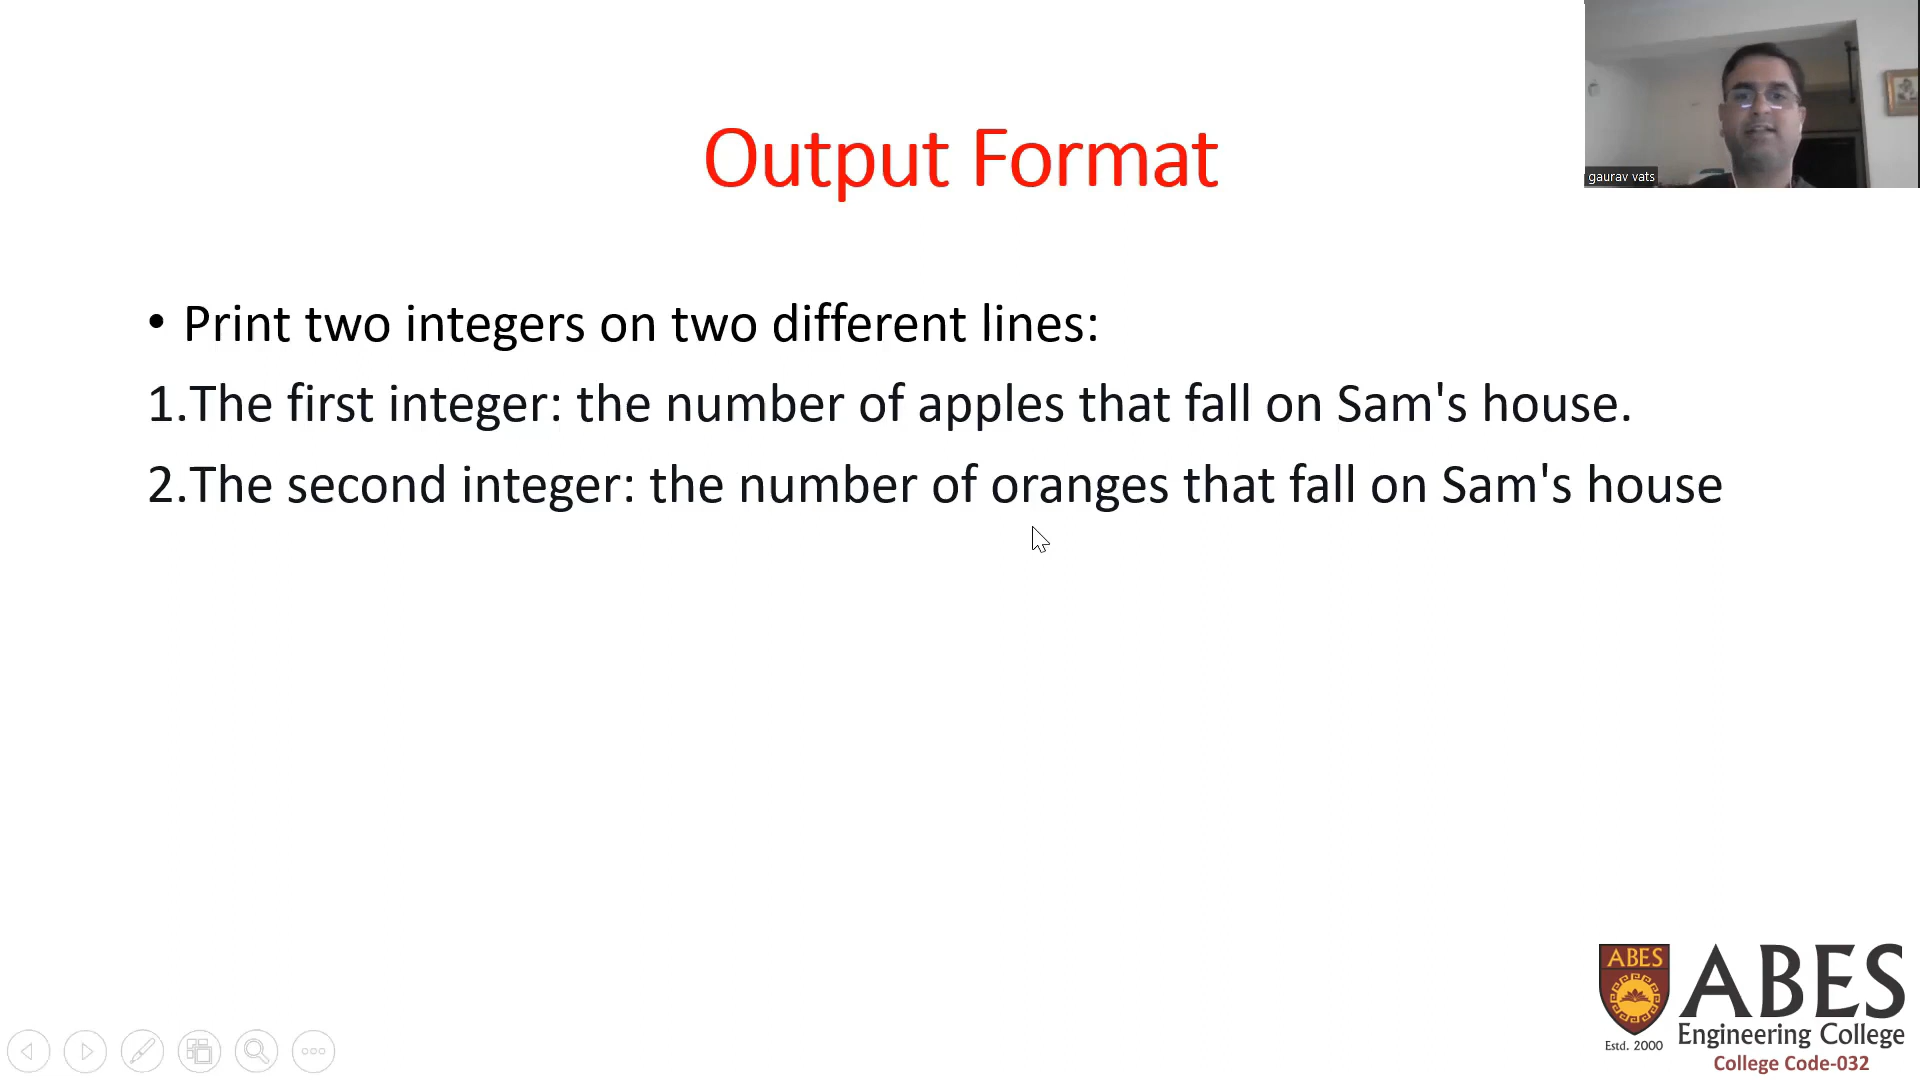 gaurav vats
Output Format
• Print two integers on two different lines:
1.The first integer: the number of apples that fall on Sam's house.
2.The second integer: the number of oranges that fall on Sam's house
ABES
Estd. 2000
ABES
Engineering College
College Code-032